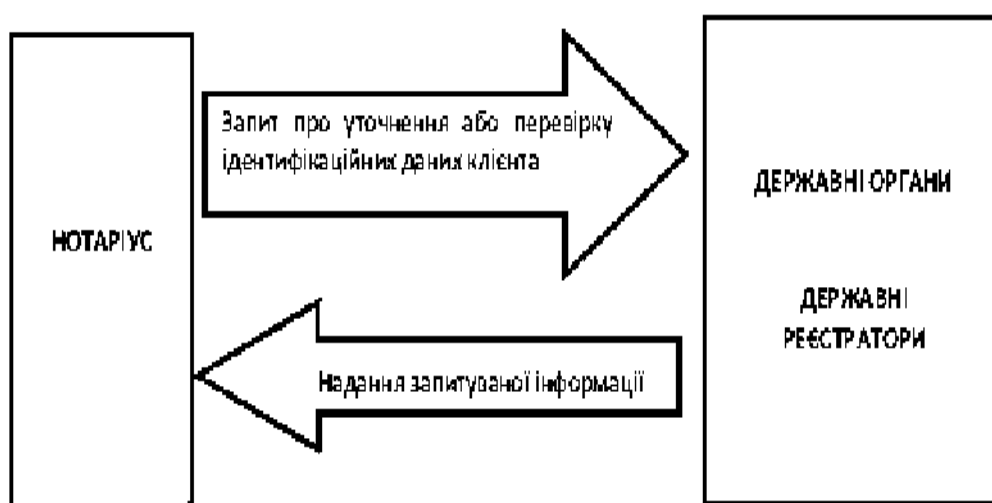 Запит про уточнення або перевірку
ідентифікаційних даних клієнта
НОТАРІУС
ДЕРЖАВНІ ОРГАНИ
ДЕРЖАВНІ
РЕЄСТРАТОРИ
Надання запитуваної інформації